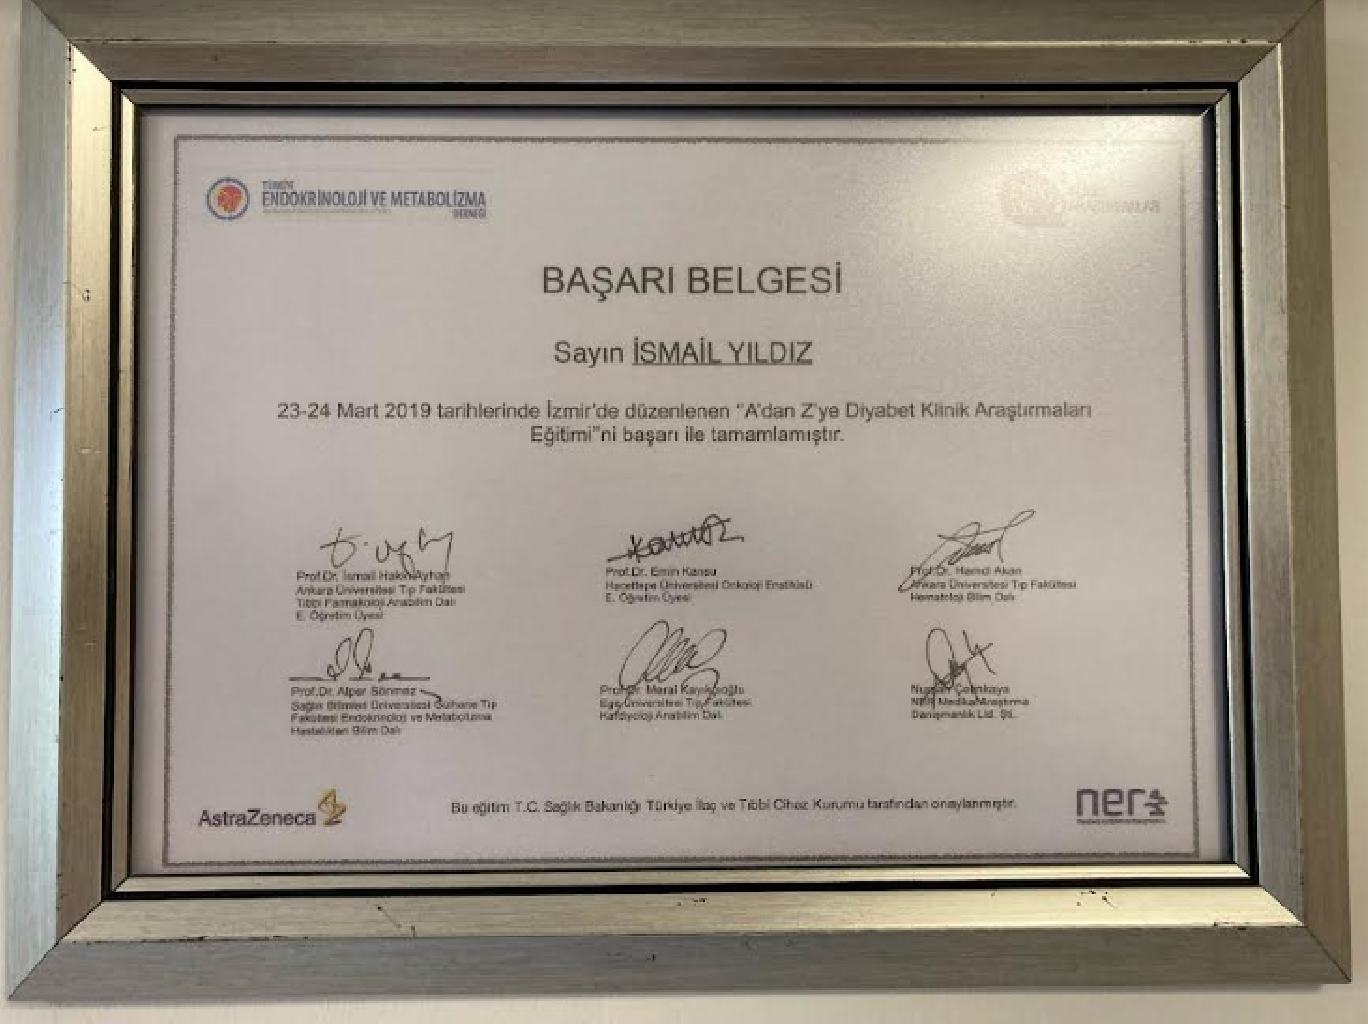 TÜRKİYE
ENDOKRİNOLOJİ VE METABOLİZMA
DERNEĞİ
BAŞARI BELGESİ
Sayın İSMAİL YILDIZ
23-24 Mart 2019 tarihlerinde İzmir'de düzenlenen "A'dan Z'ye Diyabet Klinik Araştırmaları
Eğitimi"ni başarı ile tamamlamıştır.
Prof.Dr. İsmail Hakkı Ayhan
Ankara Üniversitesi Tıp Fakültesi
Tıbbi Farmakoloji Anabilim Dalı
E. Öğretim Üyesi
Prof.Dr. Emin Kansu
Hacettepe Üniversitesi Onkoloji Enstitüsü
E. Öğretim Üyesi
Prof.Dr. Hamdi Akan
Ankara Üniversitesi Tıp Fakültesi
Hematoloji Bilim Dalı
Prof.Dr. Alper Sönmez
Sağlık Bilimleri Üniversitesi Gülhane Tıp
Fakültesi Endokrinoloji ve Metabolizma
Hastalıkları Bilim Dalı
Prof.Dr. Meral Kayıkçıoğlu
Ege Üniversitesi Tıp Fakültesi
Kardiyoloji Anabilim Dalı
Nurşah Çetinkaya
NER Medikal Araştırma
Danışmanlık Ltd. Şti.
AstraZeneca
Bu eğitim T.C. Sağlık Bakanlığı Türkiye İlaç ve Tıbbi Cihaz Kurumu tarafından onaylanmıştır.
ner